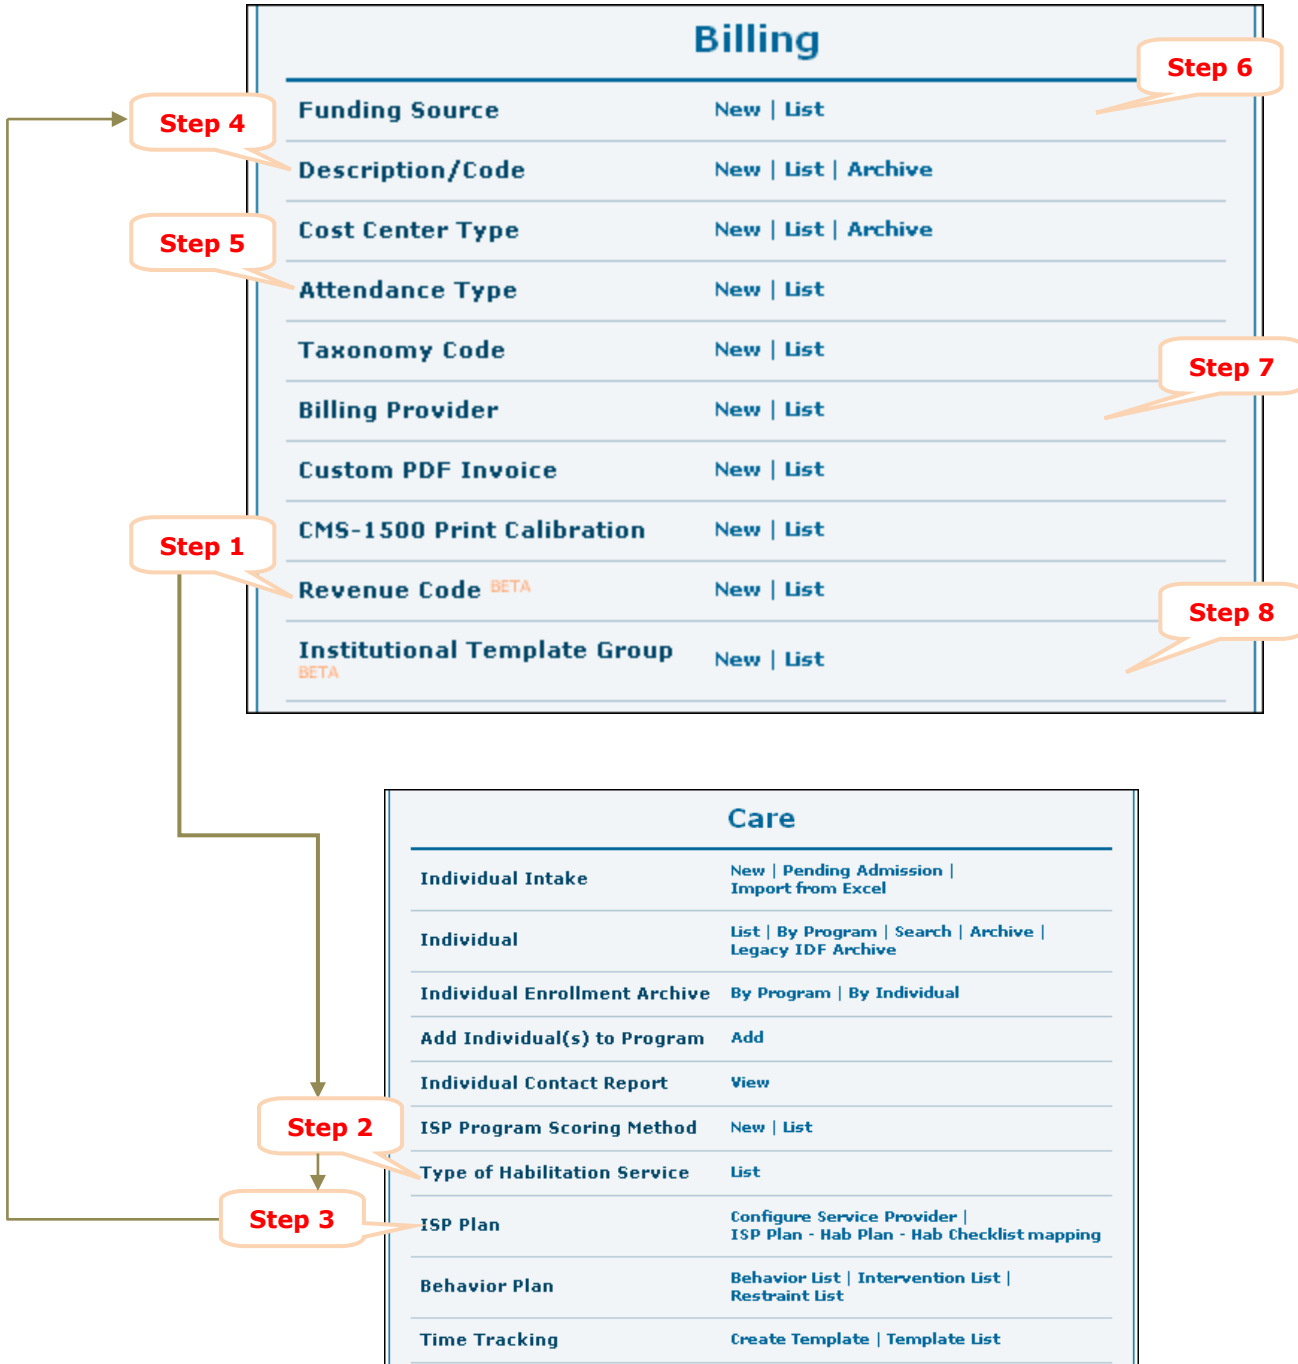 Billing
Step 6
Funding Source New | List
Step 4
Description/Code New | List | Archive
Cost Center Type New | List | Archive
Step 5
Attendance Type New | List
Taxonomy Code New | List
Step 7
Billing Provider New | List
Custom PDF Invoice New | List
CMS-1500 Print Calibration New | List
Step 1
Revenue Code BETA New | List
Step 8
Institutional Template Group New | List
BETA
Care
Individual Intake New | Pending Admission |
Import from Excel
Individual List | By Program | Search | Archive |
Legacy IDF Archive
Individual Enrollment Archive By Program | By Individual
Add Individual(s) to Program Add
Individual Contact Report View
Step 2
ISP Program Scoring Method New | List
Type of Habilitation Service List
Step 3
ISP Plan Configure Service Provider |
ISP Plan - Hab Plan - Hab Checklist mapping
Behavior Plan Behavior List | Intervention List |
Restraint List
Time Tracking Create Template | Template List